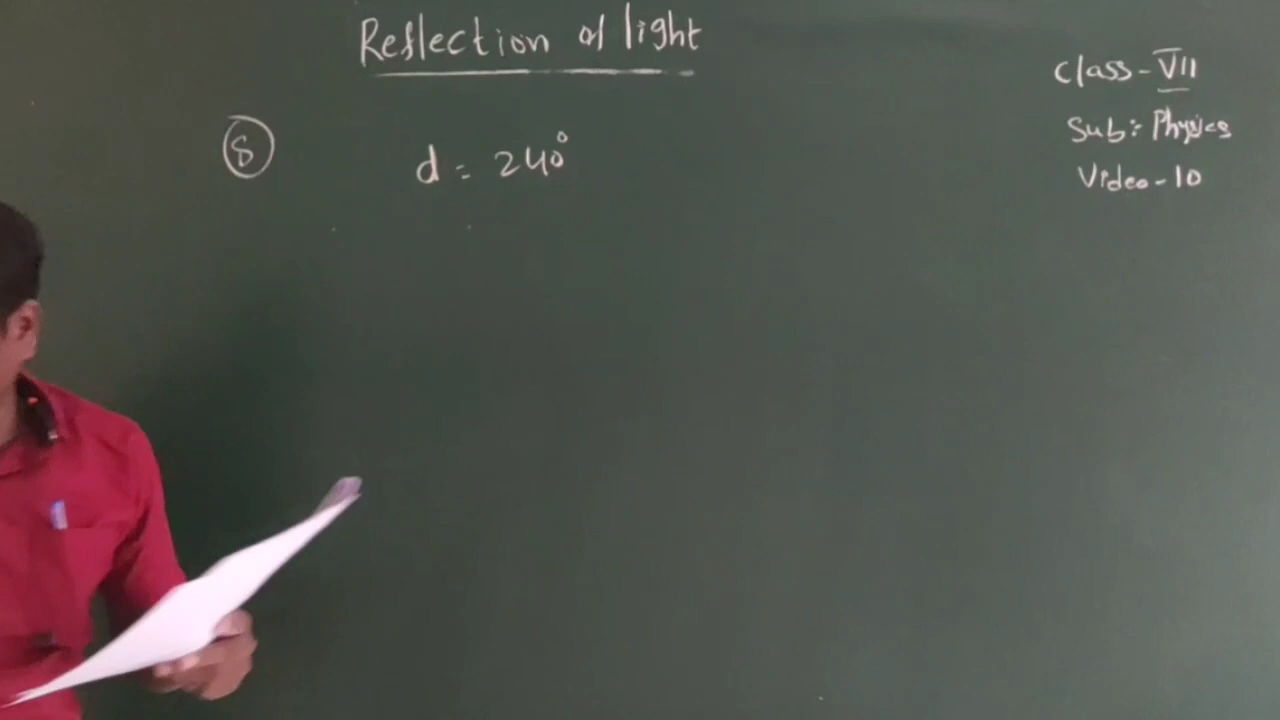 Reflection of light
Class - VII
Sub : Physics
Video - 10
8 d = 240°